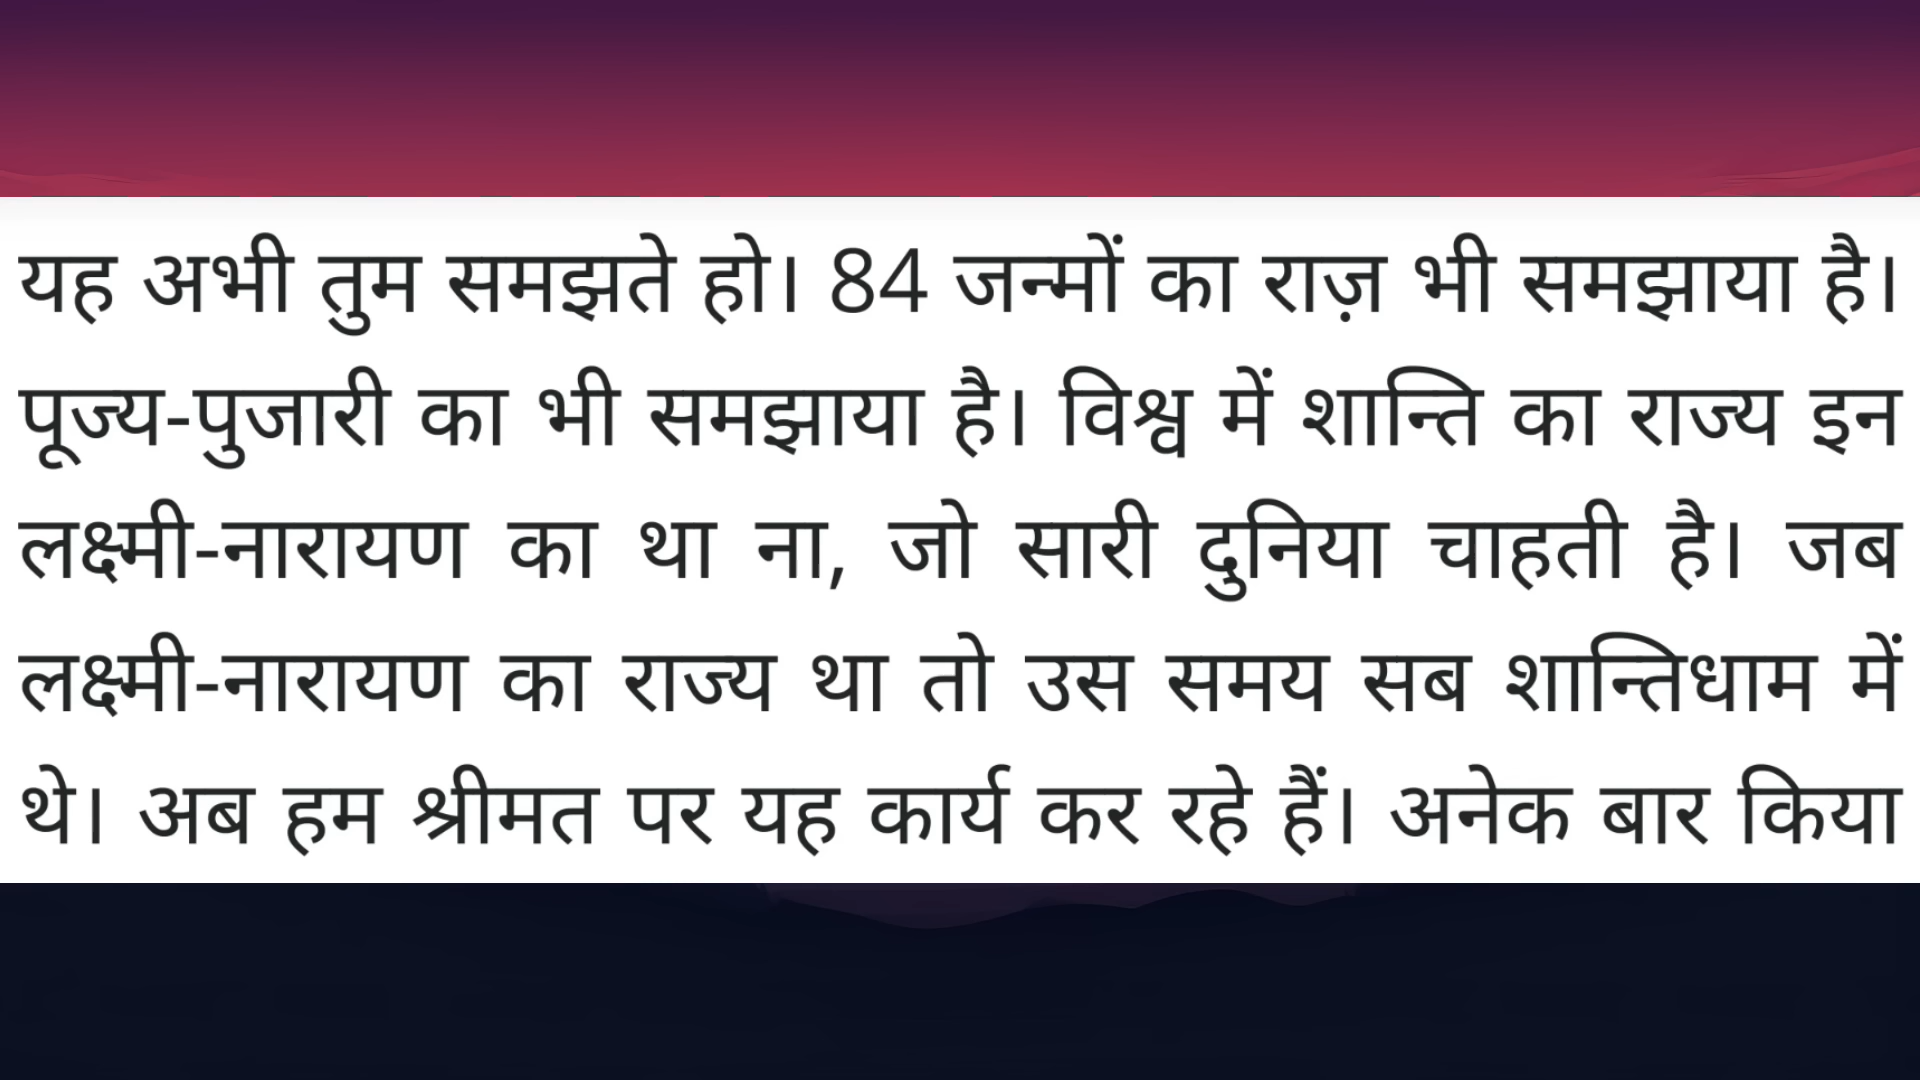 यह अभी तुम समझते हो। 84 जन्मों का राज़ भी समझाया है।
पूज्य-पुजारी का भी समझाया है। विश्व में शान्ति का राज्य इन
लक्ष्मी-नारायण का था ना, जो सारी दुनिया चाहती है। जब
लक्ष्मी-नारायण का राज्य था तो उस समय सब शान्तिधाम में
थे। अब हम श्रीमत पर यह कार्य कर रहे हैं। अनेक बार किया